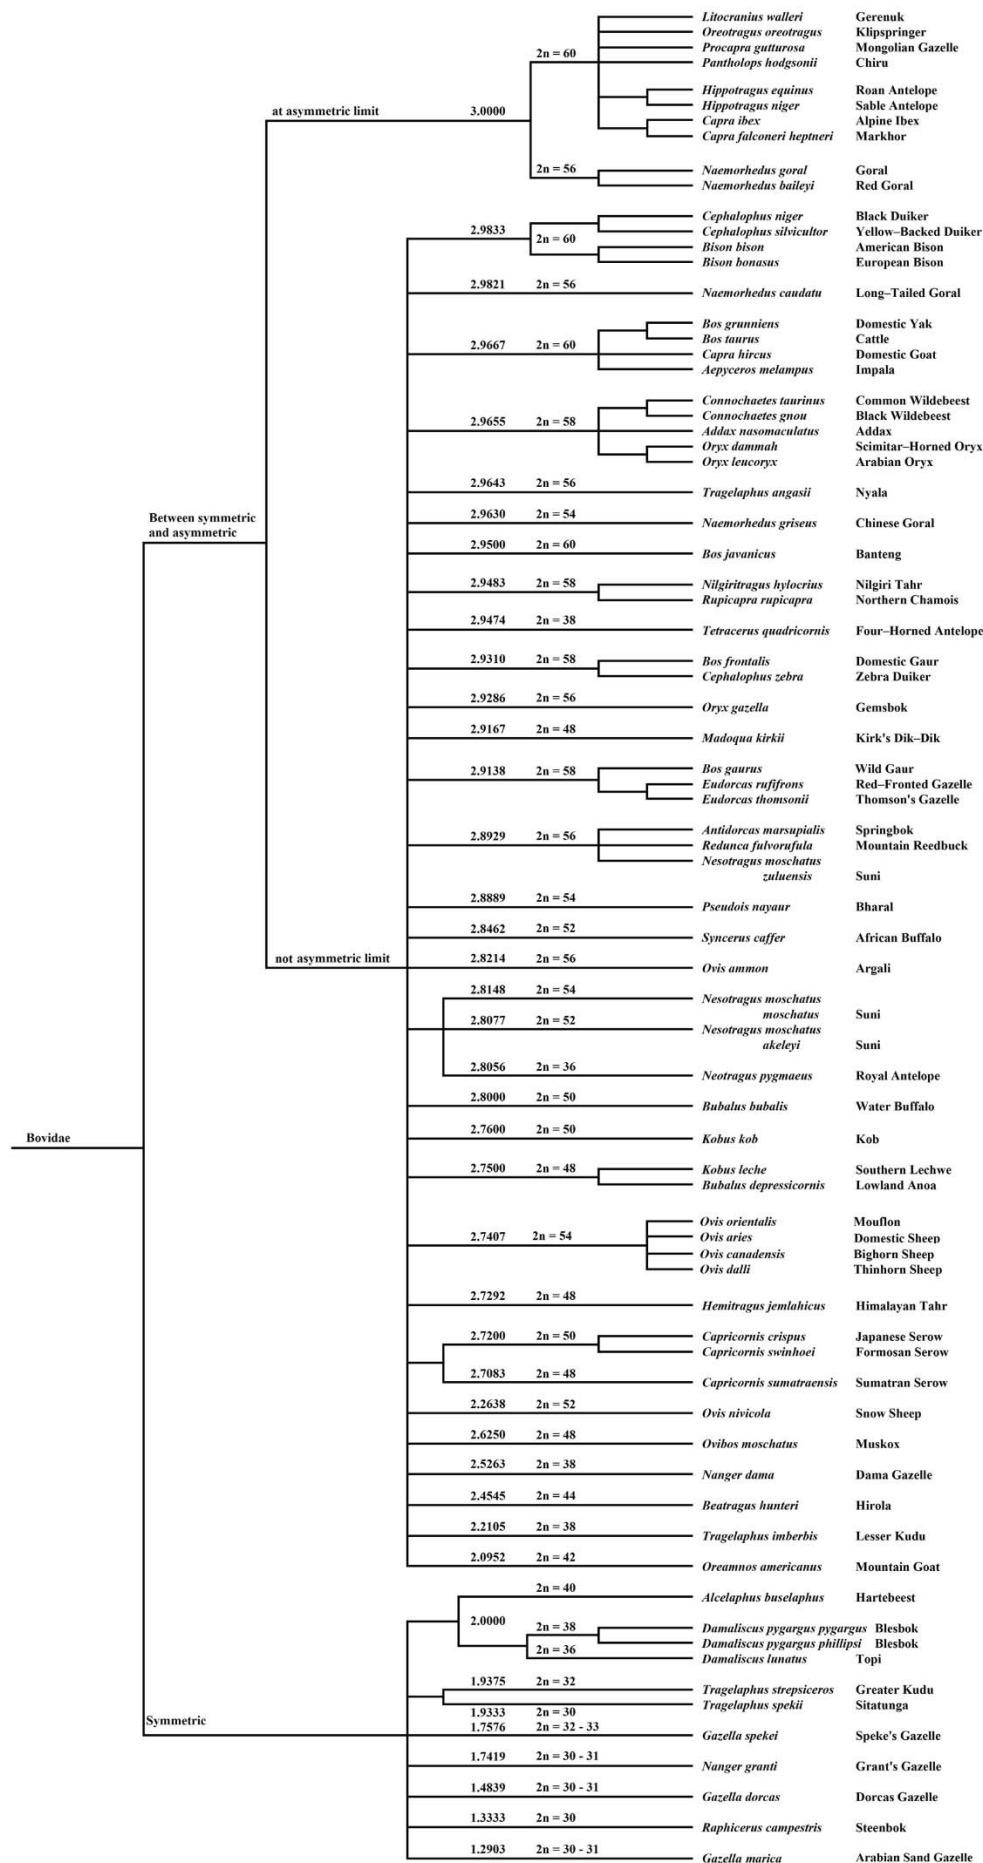 Litocranius walleri Gerenuk
Oreotragus oreotragus Klipspringer
2n = 60 Procapra gutturosa Mongolian Gazelle
Pantholops hodgsonii Chiru
Hippotragus equinus Roan Antelope
Hippotragus niger Sable Antelope
at asymmetric limit 3.0000 Capra ibex Alpine Ibex
Capra falconeri heptneri Markhor
2n = 56 Naemorhedus goral Goral
Naemorhedus baileyi Red Goral
Cephalophus niger Black Duiker
2.9833 Cephalophus silvicultor Yellow–Backed Duiker
2n = 60 Bison bison American Bison
Bison bonasus European Bison
2.9821 2n = 56 Naemorhedus caudatu Long–Tailed Goral
Bos grunniens Domestic Yak
Bos taurus Cattle
2.9667 2n = 60 Capra hircus Domestic Goat
Aepyceros melampus Impala
Connochaetes taurinus Common Wildebeest
Connochaetes gnou Black Wildebeest
2.9655 2n = 58 Addax nasomaculatus Addax
Oryx dammah Scimitar–Horned Oryx
Oryx leucoryx Arabian Oryx
2.9643 2n = 56 Tragelaphus angasii Nyala
Between symmetric
and asymmetric
2.9630 2n = 54 Naemorhedus griseus Chinese Goral
2.9500 2n = 60 Bos javanicus Banteng
2.9483 2n = 58 Nilgiritragus hylocrius Nilgiri Tahr
Rupicapra rupicapra Northern Chamois
2.9474 2n = 38 Tetracerus quadricornis Four–Horned Antelope
2.9310 2n = 58 Bos frontalis Domestic Gaur
Cephalophus zebra Zebra Duiker
2.9286 2n = 56 Oryx gazella Gemsbok
2.9167 2n = 48 Madoqua kirkii Kirk's Dik–Dik
2.9138 2n = 58 Bos gaurus Wild Gaur
Eudorcas rufifrons Red–Fronted Gazelle
Eudorcas thomsonii Thomson's Gazelle
Antidorcas marsupialis Springbok
2.8929 2n = 56 Redunca fulvorufula Mountain Reedbuck
Nesotragus moschatus
zuluensis Suni
2.8889 2n = 54 Pseudois nayaur Bharal
2.8462 2n = 52 Syncerus caffer African Buffalo
not asymmetric limit 2.8214 2n = 56 Ovis ammon Argali
2.8148 2n = 54 Nesotragus moschatus
moschatus Suni
2.8077 2n = 52 Nesotragus moschatus
akeleyi Suni
2.8056 2n = 36 Neotragus pygmaeus Royal Antelope
2.8000 2n = 50 Bubalus bubalis Water Buffalo
Bovidae 2.7600 2n = 50 Kobus kob Kob
2.7500 2n = 48 Kobus leche Southern Lechwe
Bubalus depressicornis Lowland Anoa
Ovis orientalis Mouflon
2.7407 2n = 54 Ovis aries Domestic Sheep
Ovis canadensis Bighorn Sheep
Ovis dalli Thinhorn Sheep
2.7292 2n = 48 Hemitragus jemlahicus Himalayan Tahr
2.7200 2n = 50 Capricornis crispus Japanese Serow
Capricornis swinhoei Formosan Serow
2.7083 2n = 48 Capricornis sumatraensis Sumatran Serow
2.2638 2n = 52 Ovis nivicola Snow Sheep
2.6250 2n = 48 Ovibos moschatus Muskox
2.5263 2n = 38 Nanger dama Dama Gazelle
2.4545 2n = 44 Beatragus hunteri Hirola
2.2105 2n = 38 Tragelaphus imberbis Lesser Kudu
2.0952 2n = 42 Oreamnos americanus Mountain Goat
2n = 40 Alcelaphus buselaphus Hartebeest
2.0000 2n = 38 Damaliscus pygargus pygargus Blesbok
Damaliscus pygargus phillipsi Blesbok
2n = 36 Damaliscus lunatus Topi
1.9375 2n = 32 Tragelaphus strepsiceros Greater Kudu
Tragelaphus spekii Sitatunga
1.9333 2n = 30
Symmetric 1.7576 2n = 32 - 33 Gazella spekei Speke's Gazelle
1.7419 2n = 30 - 31 Nanger granti Grant's Gazelle
1.4839 2n = 30 - 31 Gazella dorcas Dorcas Gazelle
1.3333 2n = 30 Raphicerus campestris Steenbok
1.2903 2n = 30 - 31 Gazella marica Arabian Sand Gazelle